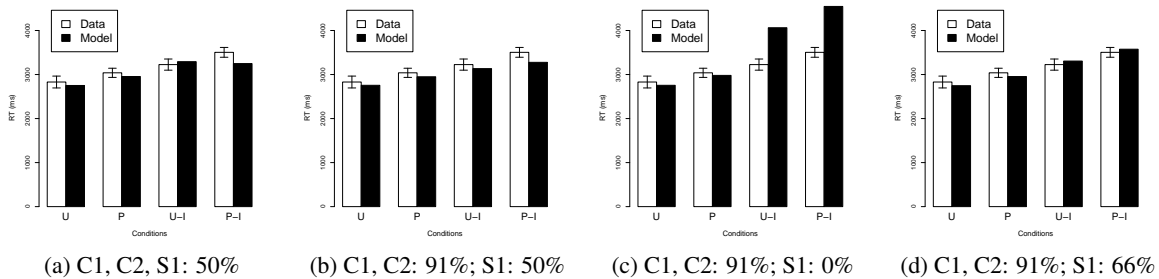 Data
Model
RT (ms)
0 1000 2000 3000 4000
U P U−I P−I
Conditions
(a) C1, C2, S1: 50%
Data
Model
RT (ms)
0 1000 2000 3000 4000
U P U−I P−I
Conditions
(b) C1, C2: 91%; S1: 50%
Data
Model
RT (ms)
0 1000 2000 3000 4000
U P U−I P−I
Conditions
(c) C1, C2: 91%; S1: 0%
Data
Model
RT (ms)
0 1000 2000 3000 4000
U P U−I P−I
Conditions
(d) C1, C2: 91%; S1: 66%